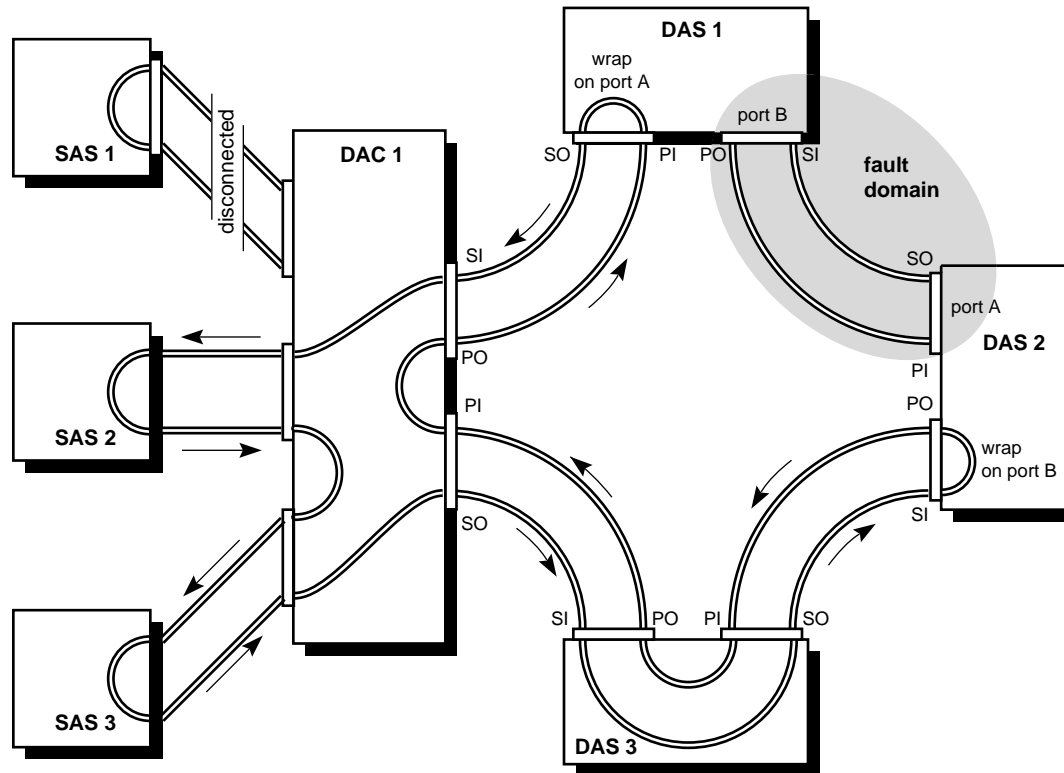 DAS 1
wrap
on port A
port B
SO
PI
PO
SI
fault
domain
SAS 1
disconnected
DAC 1
SI
SO
port A
PO
PI
DAS 2
PI
PO
SAS 2
wrap
on port B
SO
SI
SI
PO
PI
SO
SAS 3
DAS 3